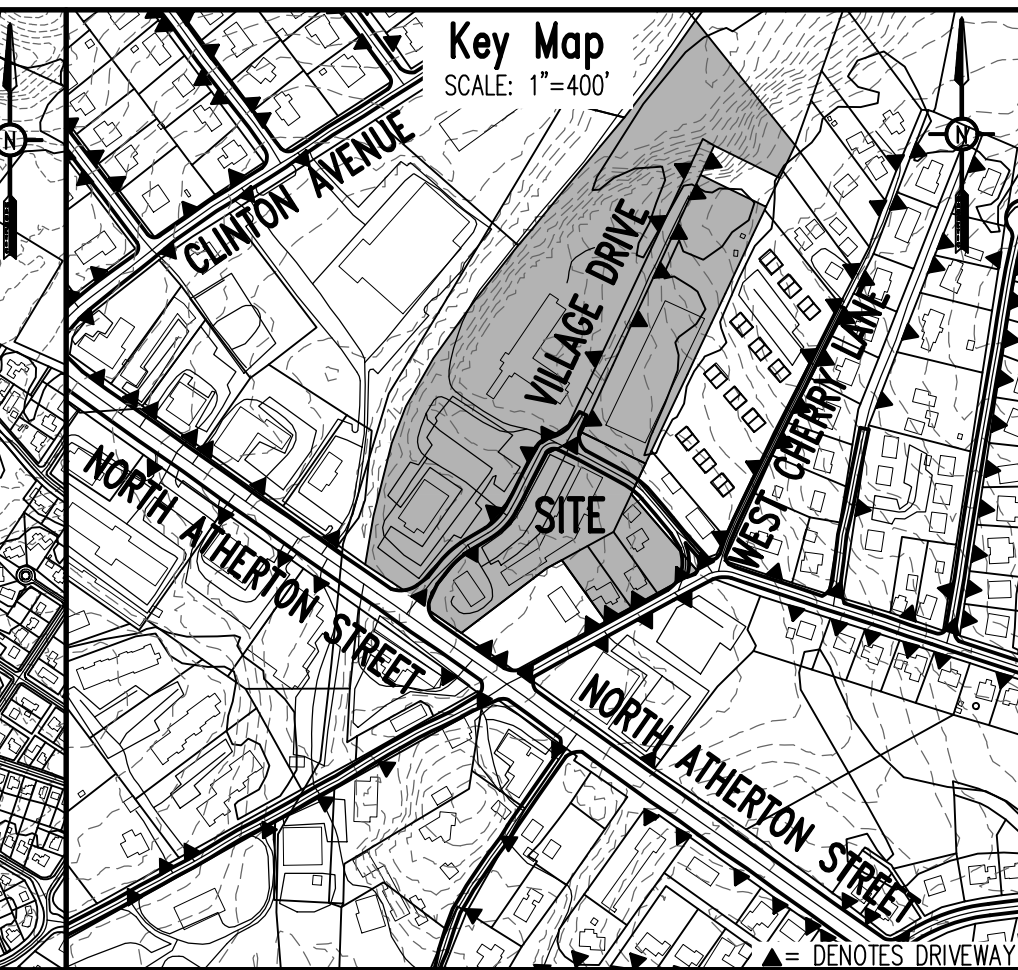 Key Map
SCALE: 1"=400'
N
N
CLINTON AVENUE
VILLAGE DRIVE
WEST CHERRY LANE
SITE
NORTH ATHERTON STREET
NORTH ATHERTON STREET
▲= DENOTES DRIVEWAY